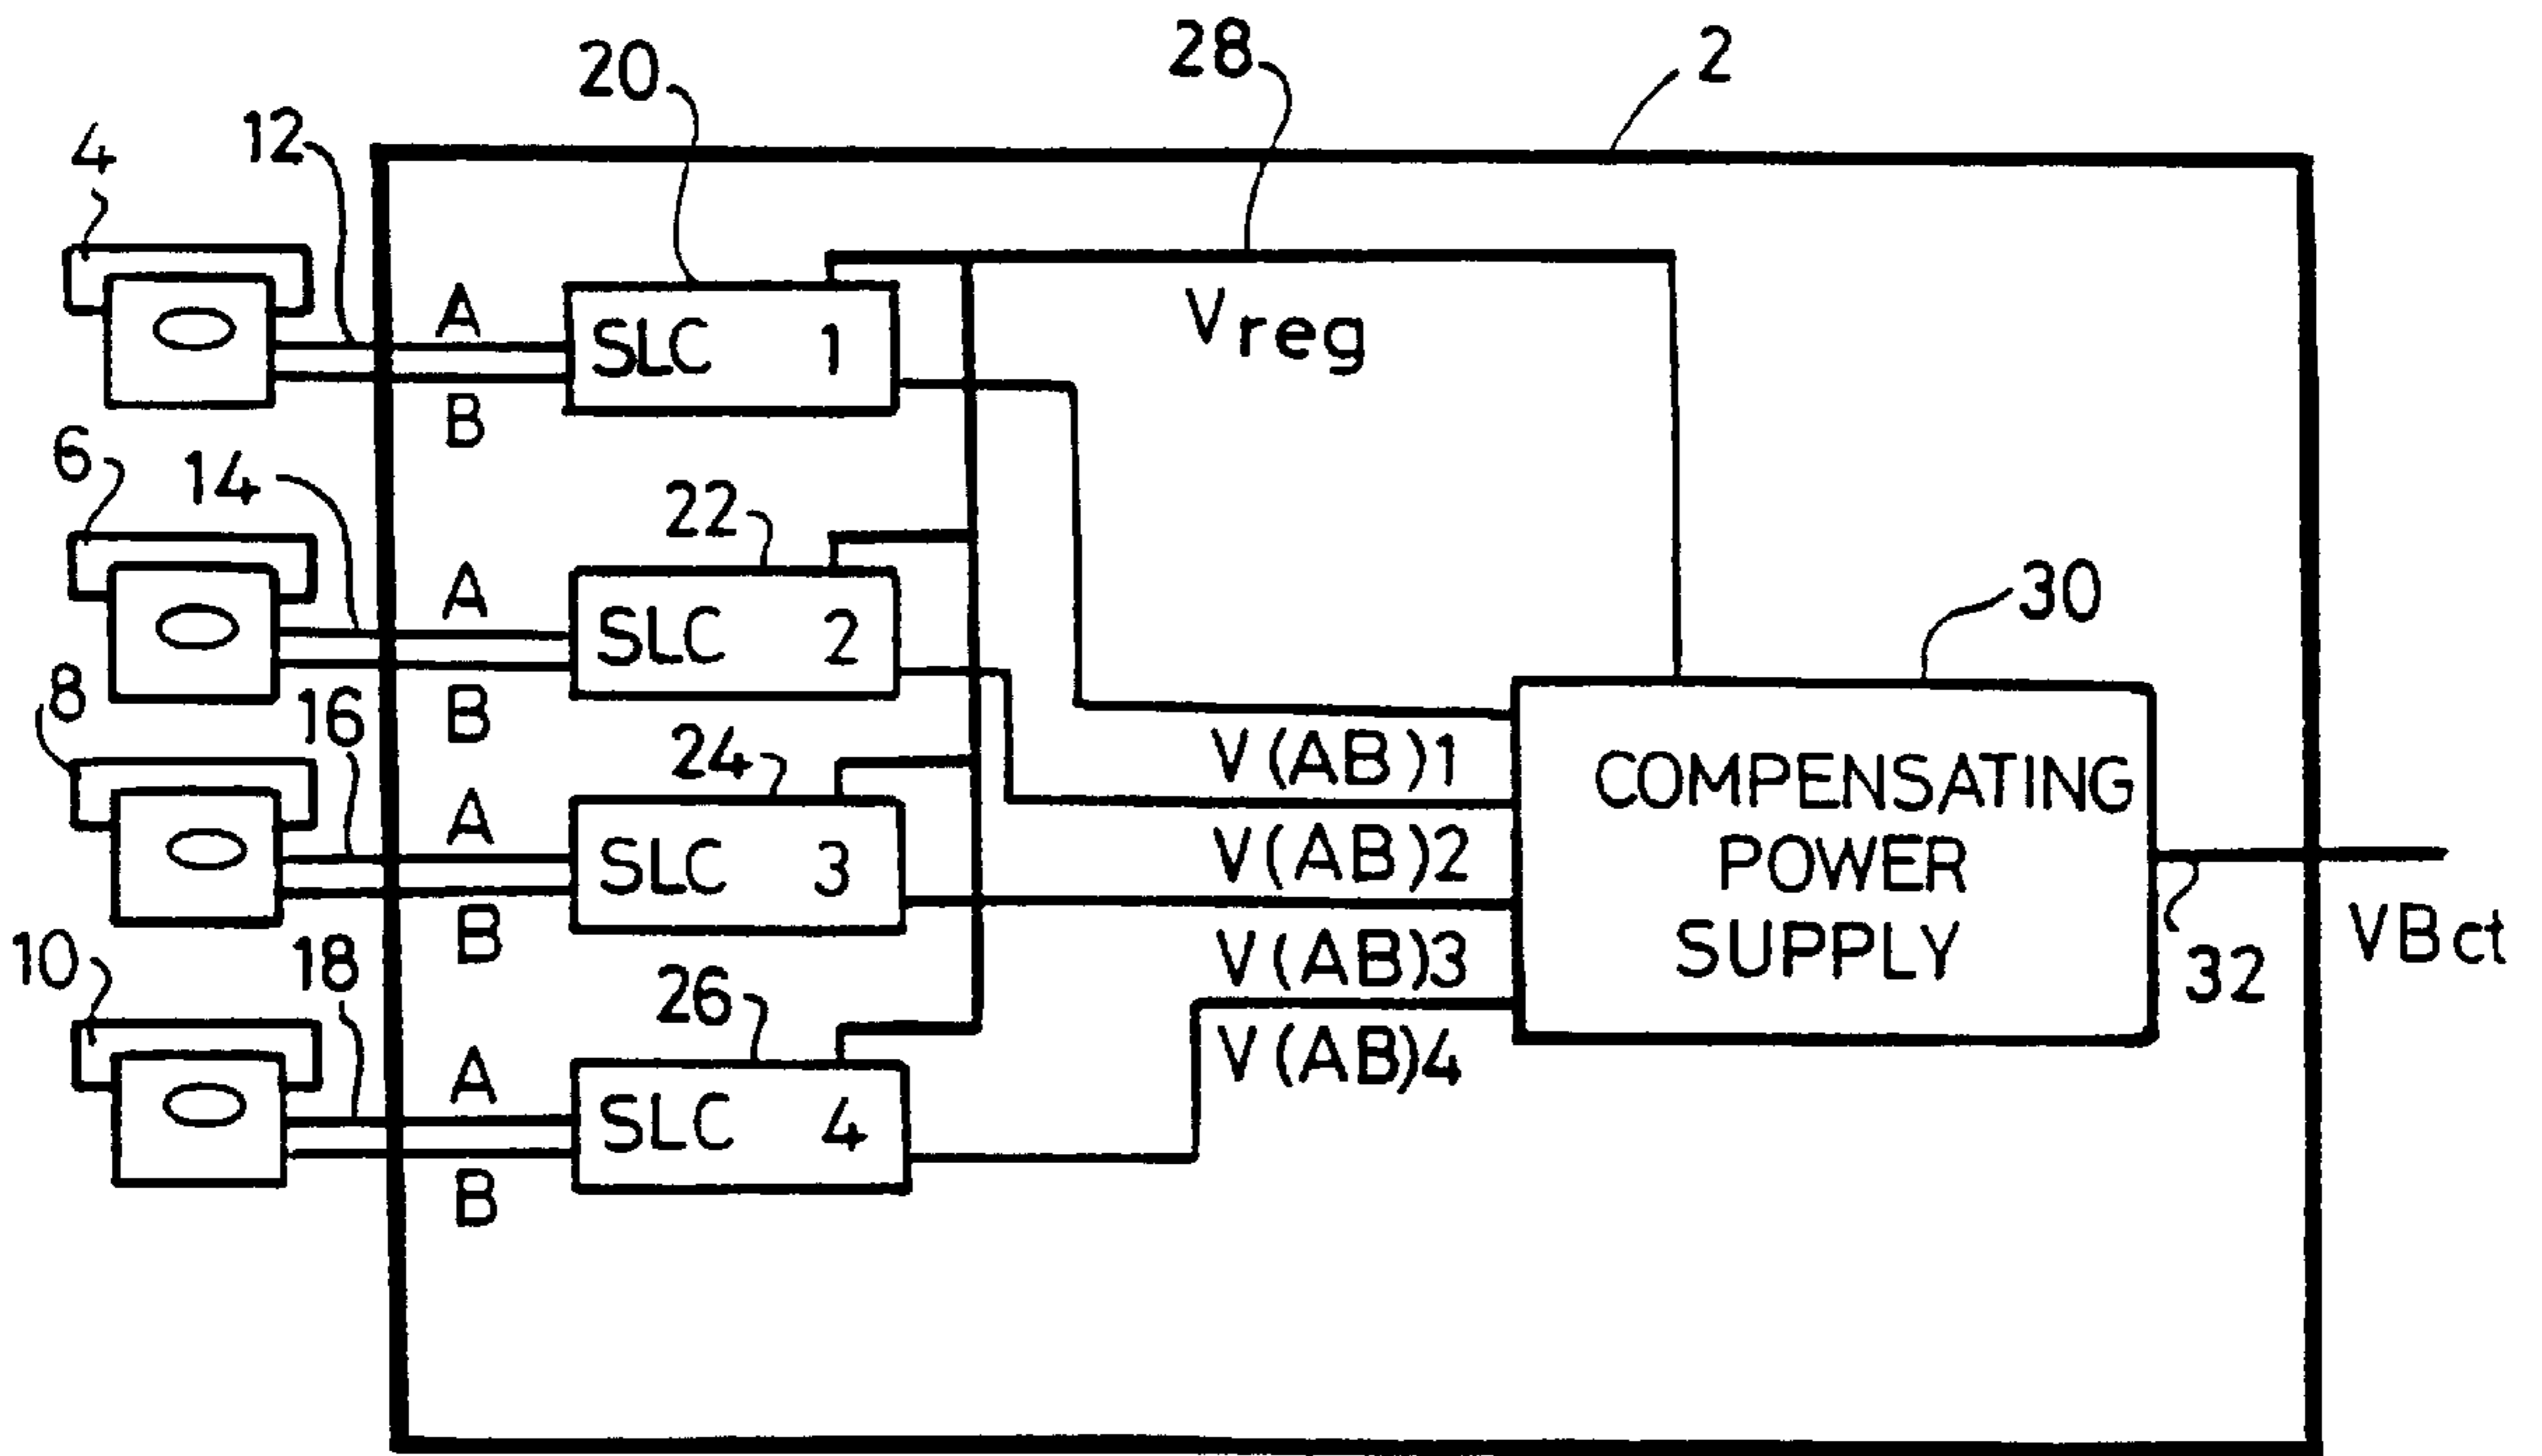 28
2
20
12
4
A
SLC 1
Vreg
B
6
14
22
30
A
SLC 2
8
16
B
24
V(AB)1
COMPENSATING
POWER
SUPPLY
A
SLC 3
V(AB)2
B
V(AB)3
VBct
32
10
18
26
A
SLC 4
V(AB)4
B